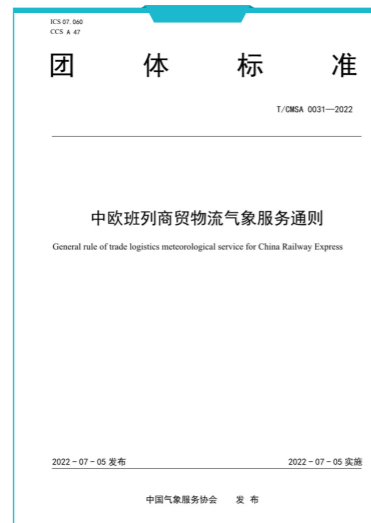 ICS 07.060
CCS A 47
团 体 标 准
T/CMSA 0031—2022
中欧班列商贸物流气象服务通则
General rule of trade logistics meteorological service for China Railway Express
2022-07-05 发布 2022-07-05 实施
中国气象服务协会 发 布